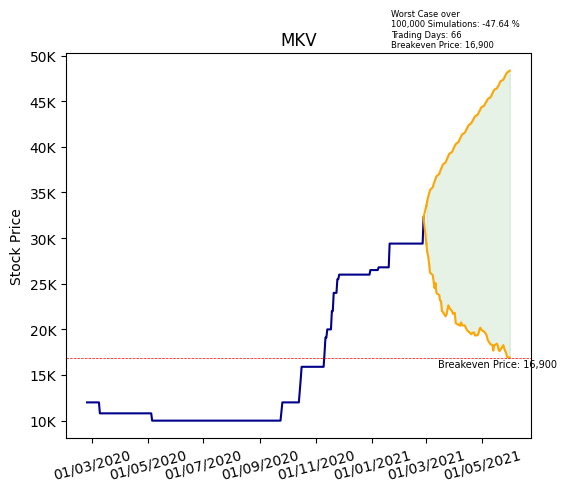 Worst Case over
100,000 Simulations: -47.64 %
Trading Days: 66
Breakeven Price: 16,900
MKV
50K
45K
40K
35K
30K
25K
20K
15K
10K
Stock Price
Breakeven Price: 16,900
01/03/2020
01/05/2020
01/07/2020
01/09/2020
01/11/2020
01/01/2021
01/03/2021
01/05/2021